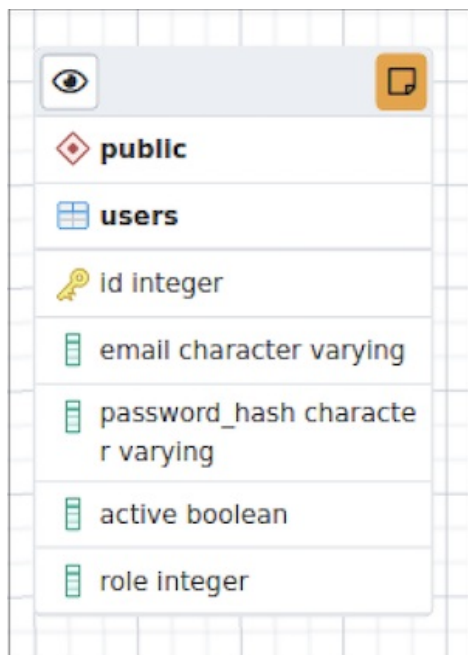 public
users
id integer
email character varying
password_hash characte
r varying
active boolean
role integer